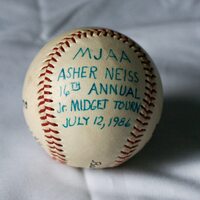 MJAA
ASHER NEISS
16TH ANNUAL
Jr. MIDGET TOURN
JULY 12, 1986